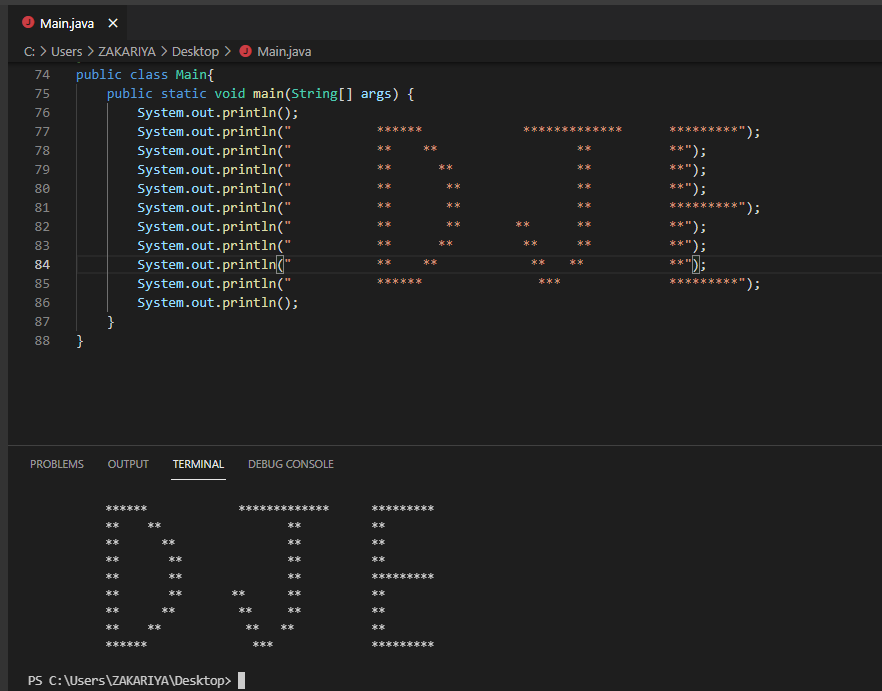 Main.java ×
C: > Users > ZAKARIYA > Desktop > Main.java
74 public class Main{
75     public static void main(String[] args) {
76         System.out.println();
77         System.out.println("           ******             *************      *********");
78         System.out.println("           **    **                  **          **");
79         System.out.println("           **      **                **          **");
80         System.out.println("           **       **               **          **");
81         System.out.println("           **       **               **          *********");
82         System.out.println("           **       **       **      **          **");
83         System.out.println("           **      **         **     **          **");
84         System.out.println("           **    **            **   **           **");
85         System.out.println("           ******               ***              *********");
86         System.out.println();
87     }
88 }
PROBLEMS OUTPUT TERMINAL DEBUG CONSOLE
           ******             *************      *********
           **    **                  **          **
           **      **                **          **
           **       **               **          **
           **       **               **          *********
           **       **       **      **          **
           **      **         **     **          **
           **    **            **   **           **
           ******               ***              *********
PS C:\Users\ZAKARIYA\Desktop>